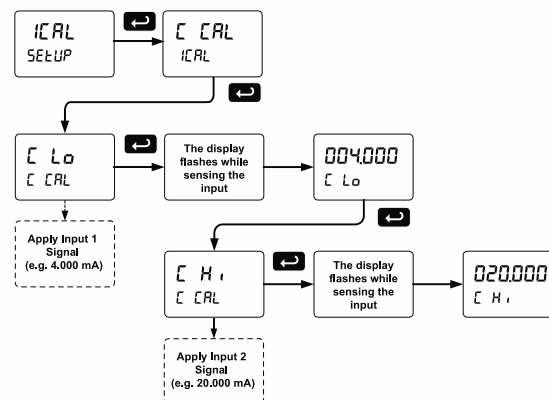 ICAL
SEtUP
C CAL
ICAL
C Lo
C CAL
The display
flashes while
sensing the
input
004.000
C Lo
Apply Input 1
Signal
(e.g. 4.000 mA)
C Hi
C CAL
The display
flashes while
sensing the
input
020.000
C Hi
Apply Input 2
Signal
(e.g. 20.000 mA)